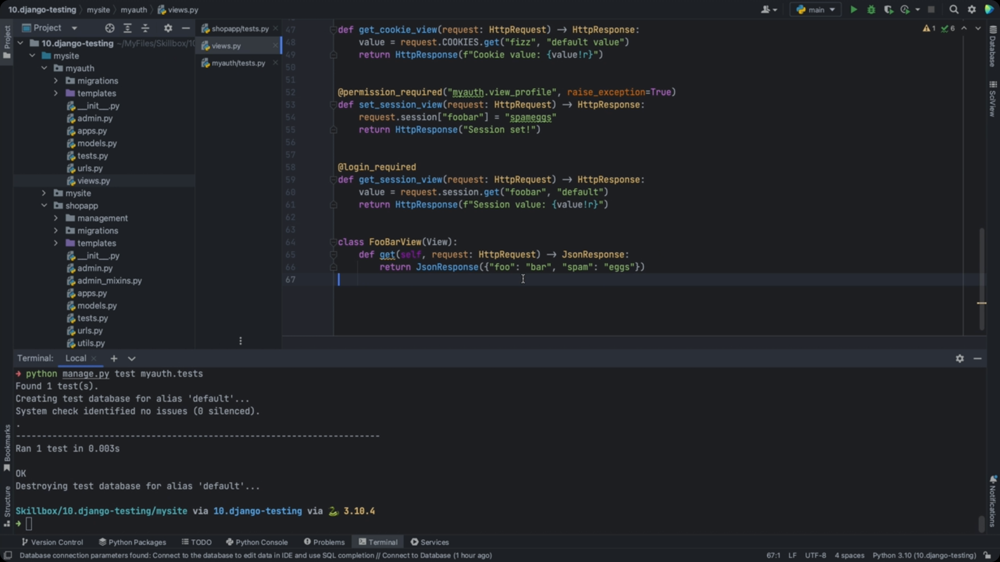 10.django-testing mysite myauth views.py
main
Project
Project
10.django-testing ~/MyFiles/Skillbox/10
mysite
myauth
migrations
templates
__init__.py
admin.py
apps.py
models.py
tests.py
urls.py
views.py
mysite
shopapp
management
migrations
templates
__init__.py
admin.py
admin_mixins.py
apps.py
models.py
tests.py
urls.py
utils.py
shopapp/tests.py
views.py
myauth/tests.py
1 6
47 def get_cookie_view(request: HttpRequest) → HttpResponse:
48 value = request.COOKIES.get("fizz", "default value")
49 return HttpResponse(f"Cookie value: {value!r}")
50
51
52 @permission_required("myauth.view_profile", raise_exception=True)
53 def set_session_view(request: HttpRequest) → HttpResponse:
54 request.session["foobar"] = "spameggs"
55 return HttpResponse("Session set!")
56
57
58 @login_required
59 def get_session_view(request: HttpRequest) → HttpResponse:
60 value = request.session.get("foobar", "default")
61 return HttpResponse(f"Session value: {value!r}")
62
63
64 class FooBarView(View):
65 def get(self, request: HttpRequest) → JsonResponse:
66 return JsonResponse({"foo": "bar", "spam": "eggs"})
67
Database
SciView
Notifications
Bookmarks
Structure
Terminal: Local
→ python manage.py test myauth.tests
Found 1 test(s).
Creating test database for alias 'default'...
System check identified no issues (0 silenced).
.
----------------------------------------------------------------------
Ran 1 test in 0.003s
OK
Destroying test database for alias 'default'...
Skillbox/10.django-testing/mysite via 10.django-testing via 🐍 3.10.4
→
Version Control Python Packages TODO Python Console Problems Terminal Services
Database connection parameters found: Connect to the database to edit data in IDE and use SQL completion // Connect to Database (1 hour ago) 67:1 LF UTF-8 4 spaces Python 3.10 (10.django-testing)